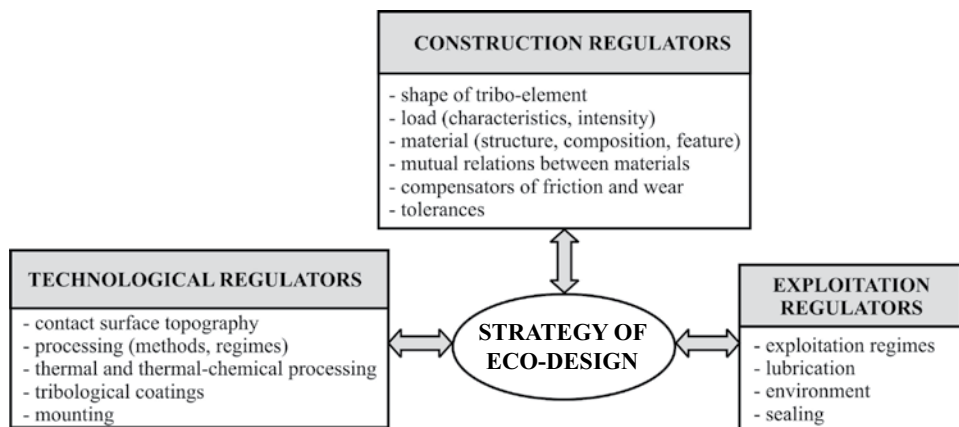 CONSTRUCTION REGULATORS
- shape of tribo-element
- load (characteristics, intensity)
- material (structure, composition, feature)
- mutual relations between materials
- compensators of friction and wear
- tolerances
TECHNOLOGICAL REGULATORS
- contact surface topography
- processing (methods, regimes)
- thermal and thermal-chemical processing
- tribological coatings
- mounting
STRATEGY OF
ECO-DESIGN
EXPLOITATION
REGULATORS
- exploitation regimes
- lubrication
- environment
- sealing